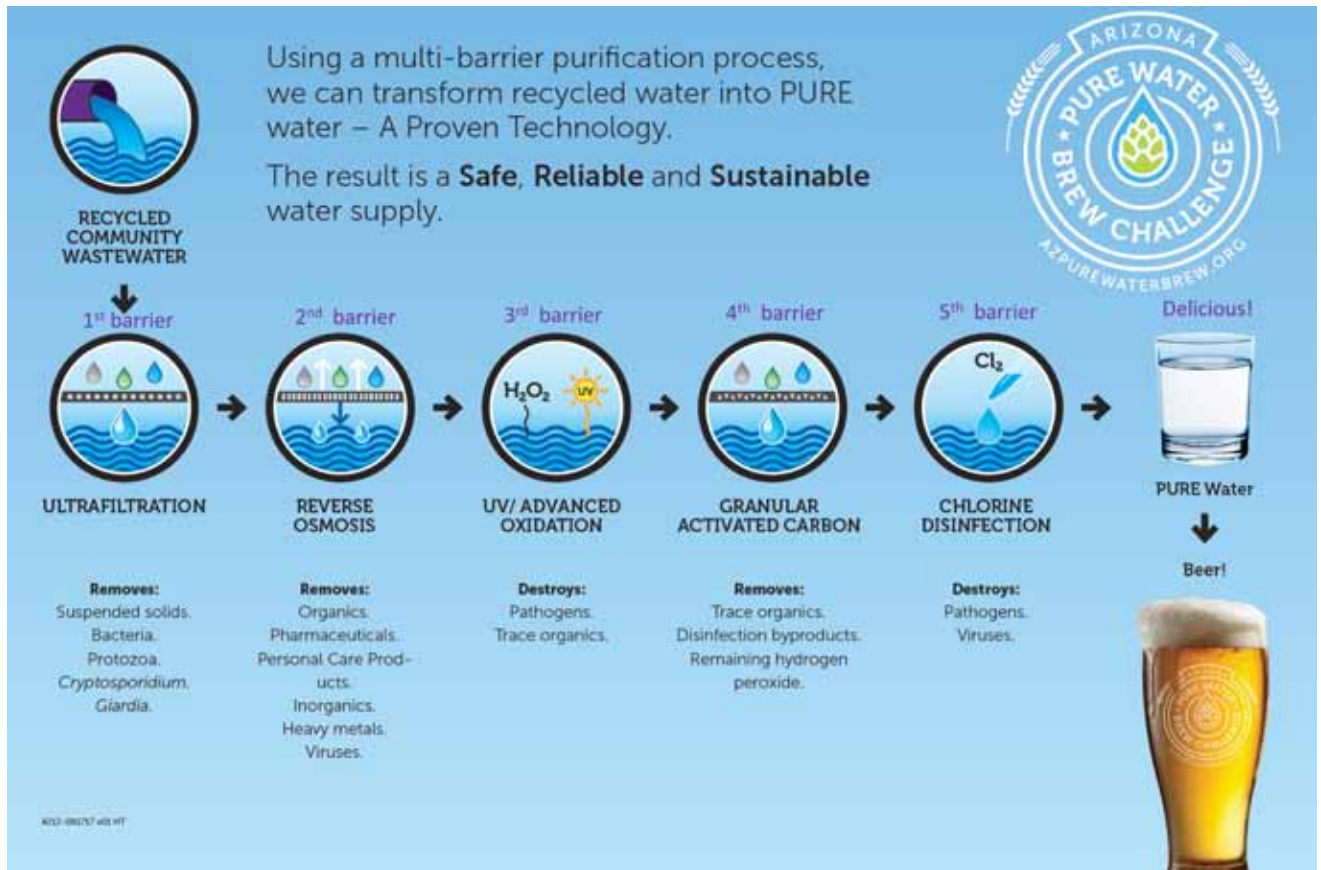 Using a multi-barrier purification process,
we can transform recycled water into PURE
water – A Proven Technology.
The result is a Safe, Reliable and Sustainable
water supply.
ARIZONA
PURE WATER
BREW CHALLENGE
AZPUREWATERBREW.ORG
RECYCLED
COMMUNITY
WASTEWATER
1st barrier
ULTRAFILTRATION
Removes:
Suspended solids.
Bacteria.
Protozoa.
Cryptosporidium.
Giardia.
2nd barrier
REVERSE
OSMOSIS
Removes:
Organics.
Pharmaceuticals.
Personal Care Prod-
ucts.
Inorganics.
Heavy metals.
Viruses.
3rd barrier
H₂O₂
UV
UV/ ADVANCED
OXIDATION
Destroys:
Pathogens.
Trace organics.
4th barrier
GRANULAR
ACTIVATED CARBON
Removes:
Trace organics.
Disinfection byproducts.
Remaining hydrogen
peroxide.
5th barrier
Cl₂
CHLORINE
DISINFECTION
Destroys:
Pathogens.
Viruses.
Delicious!
PURE Water
Beer!
PURE WATER